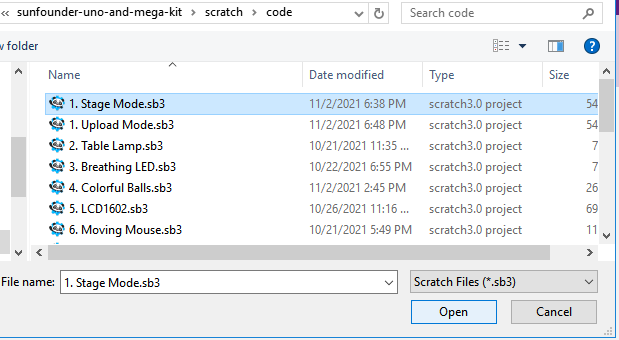 sunfounder-uno-and-mega-kit > scratch > code
Search code
folder
Name Date modified Type Size
1. Stage Mode.sb3 11/2/2021 6:38 PM scratch3.0 project 54
1. Upload Mode.sb3 11/2/2021 6:48 PM scratch3.0 project 54
2. Table Lamp.sb3 10/21/2021 11:35 ... scratch3.0 project 7
3. Breathing LED.sb3 10/22/2021 6:55 PM scratch3.0 project 7
4. Colorful Balls.sb3 11/2/2021 2:45 PM scratch3.0 project 26
5. LCD1602.sb3 10/26/2021 11:16 ... scratch3.0 project 69
6. Moving Mouse.sb3 10/21/2021 5:49 PM scratch3.0 project 11
File name: 1. Stage Mode.sb3 Scratch Files (*.sb3)
Open Cancel